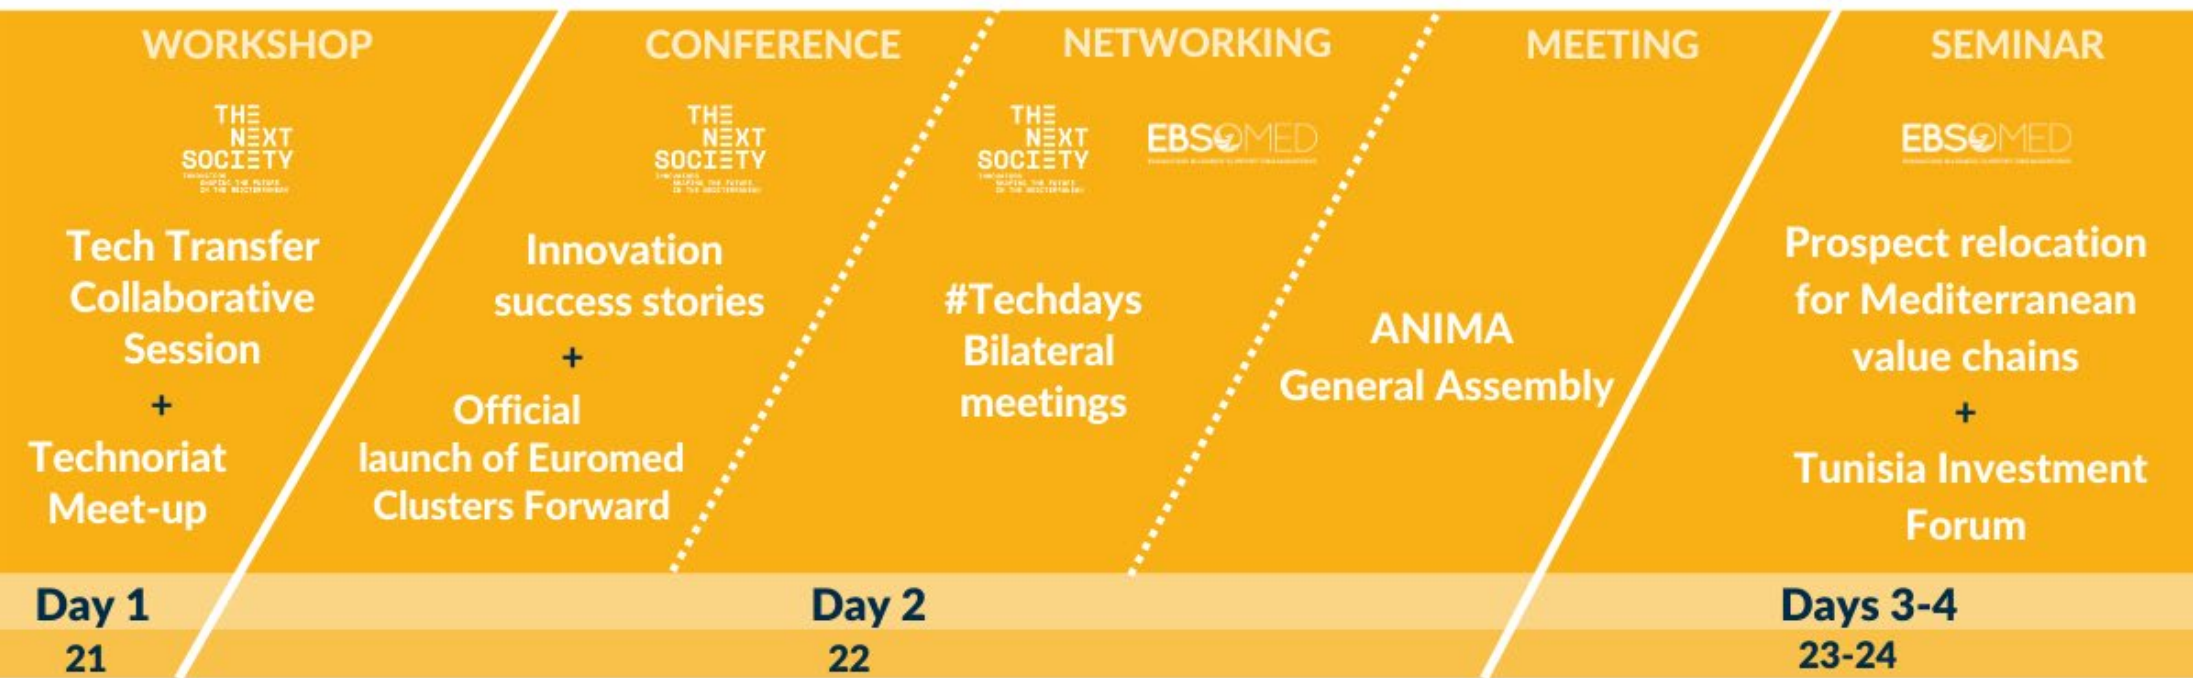 WORKSHOP
THE
NEXT
SOCIETY
Tech Transfer
Collaborative
Session
+
Technoriat
Meet-up
CONFERENCE
THE
NEXT
SOCIETY
Innovation
success stories
+
Official
launch of Euromed
Clusters Forward
NETWORKING
THE
NEXT
SOCIETY
EBSOMED
#Techdays
Bilateral
meetings
MEETING
ANIMA
General Assembly
SEMINAR
EBSOMED
Prospect relocation
for Mediterranean
value chains
+
Tunisia Investment
Forum
Day 1
21
Day 2
22
Days 3-4
23-24